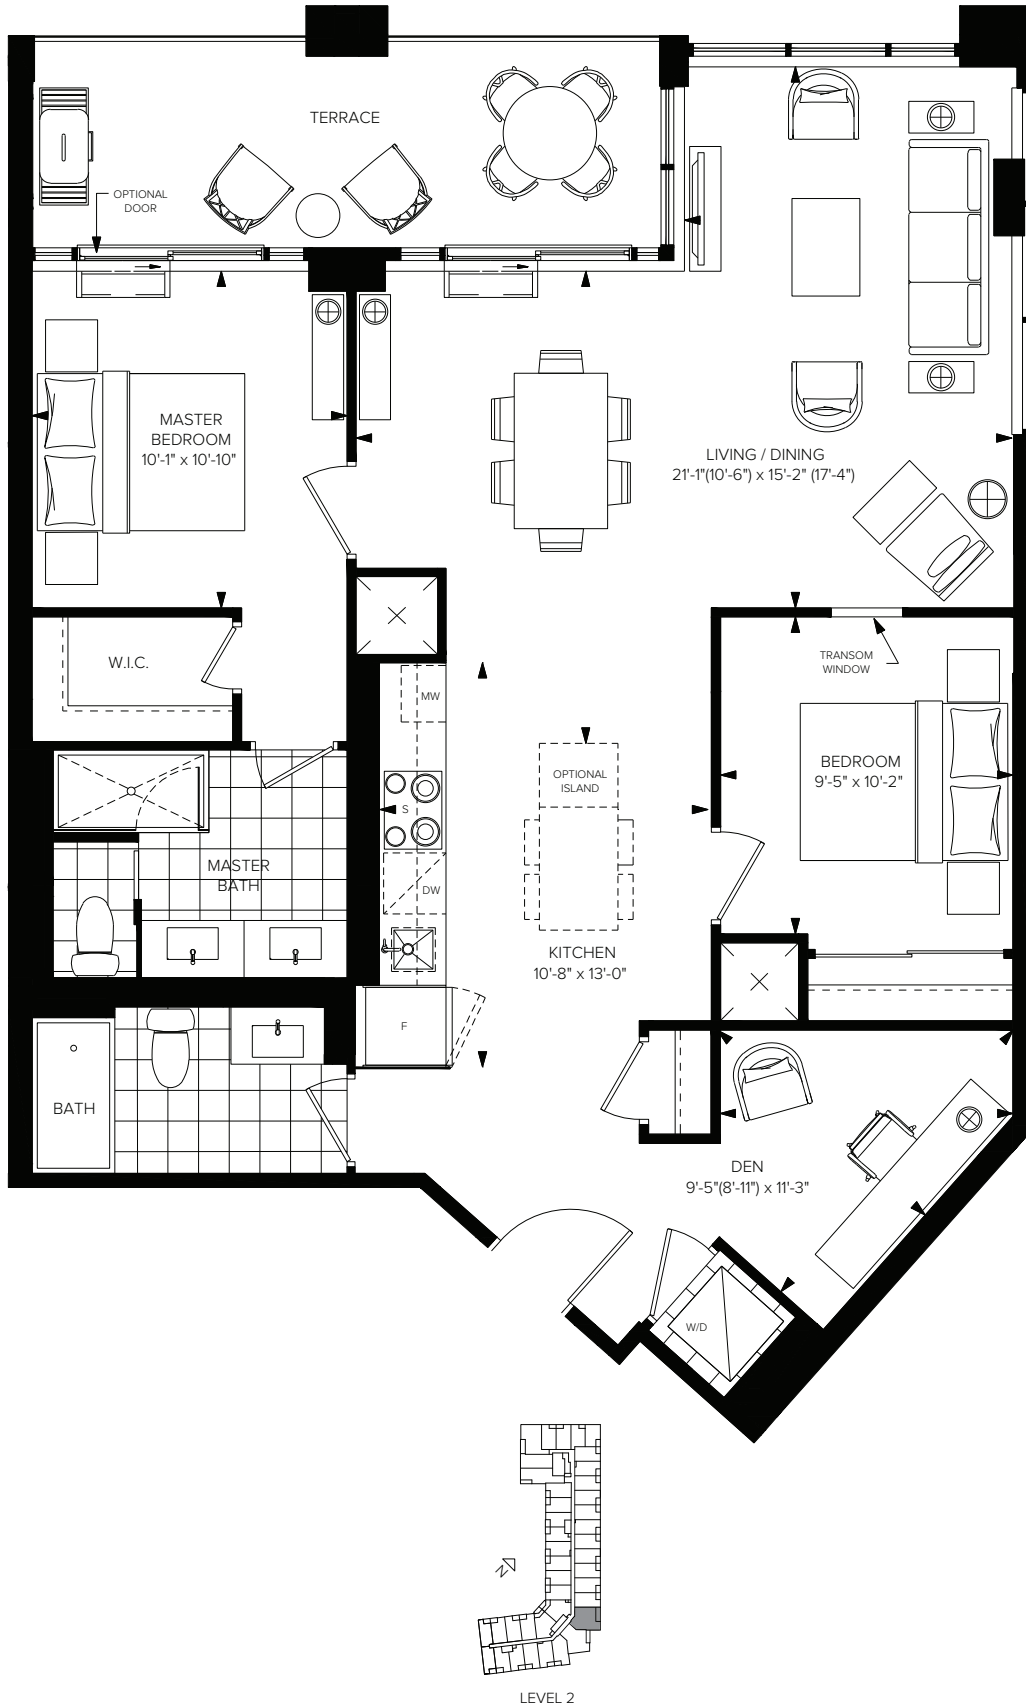 TERRACE
OPTIONAL
DOOR
MASTER
BEDROOM
10'-1" x 10'-10"
LIVING / DINING
21'-1"(10'-6") x 15'-2" (17'-4")
W.I.C.
TRANSOM
WINDOW
MW
OPTIONAL
ISLAND
BEDROOM
9'-5" x 10'-2"
S
MASTER
BATH
DW
KITCHEN
10'-8" x 13'-0"
F
BATH
DEN
9'-5"(8'-11") x 11'-3"
W/D
N
LEVEL 2